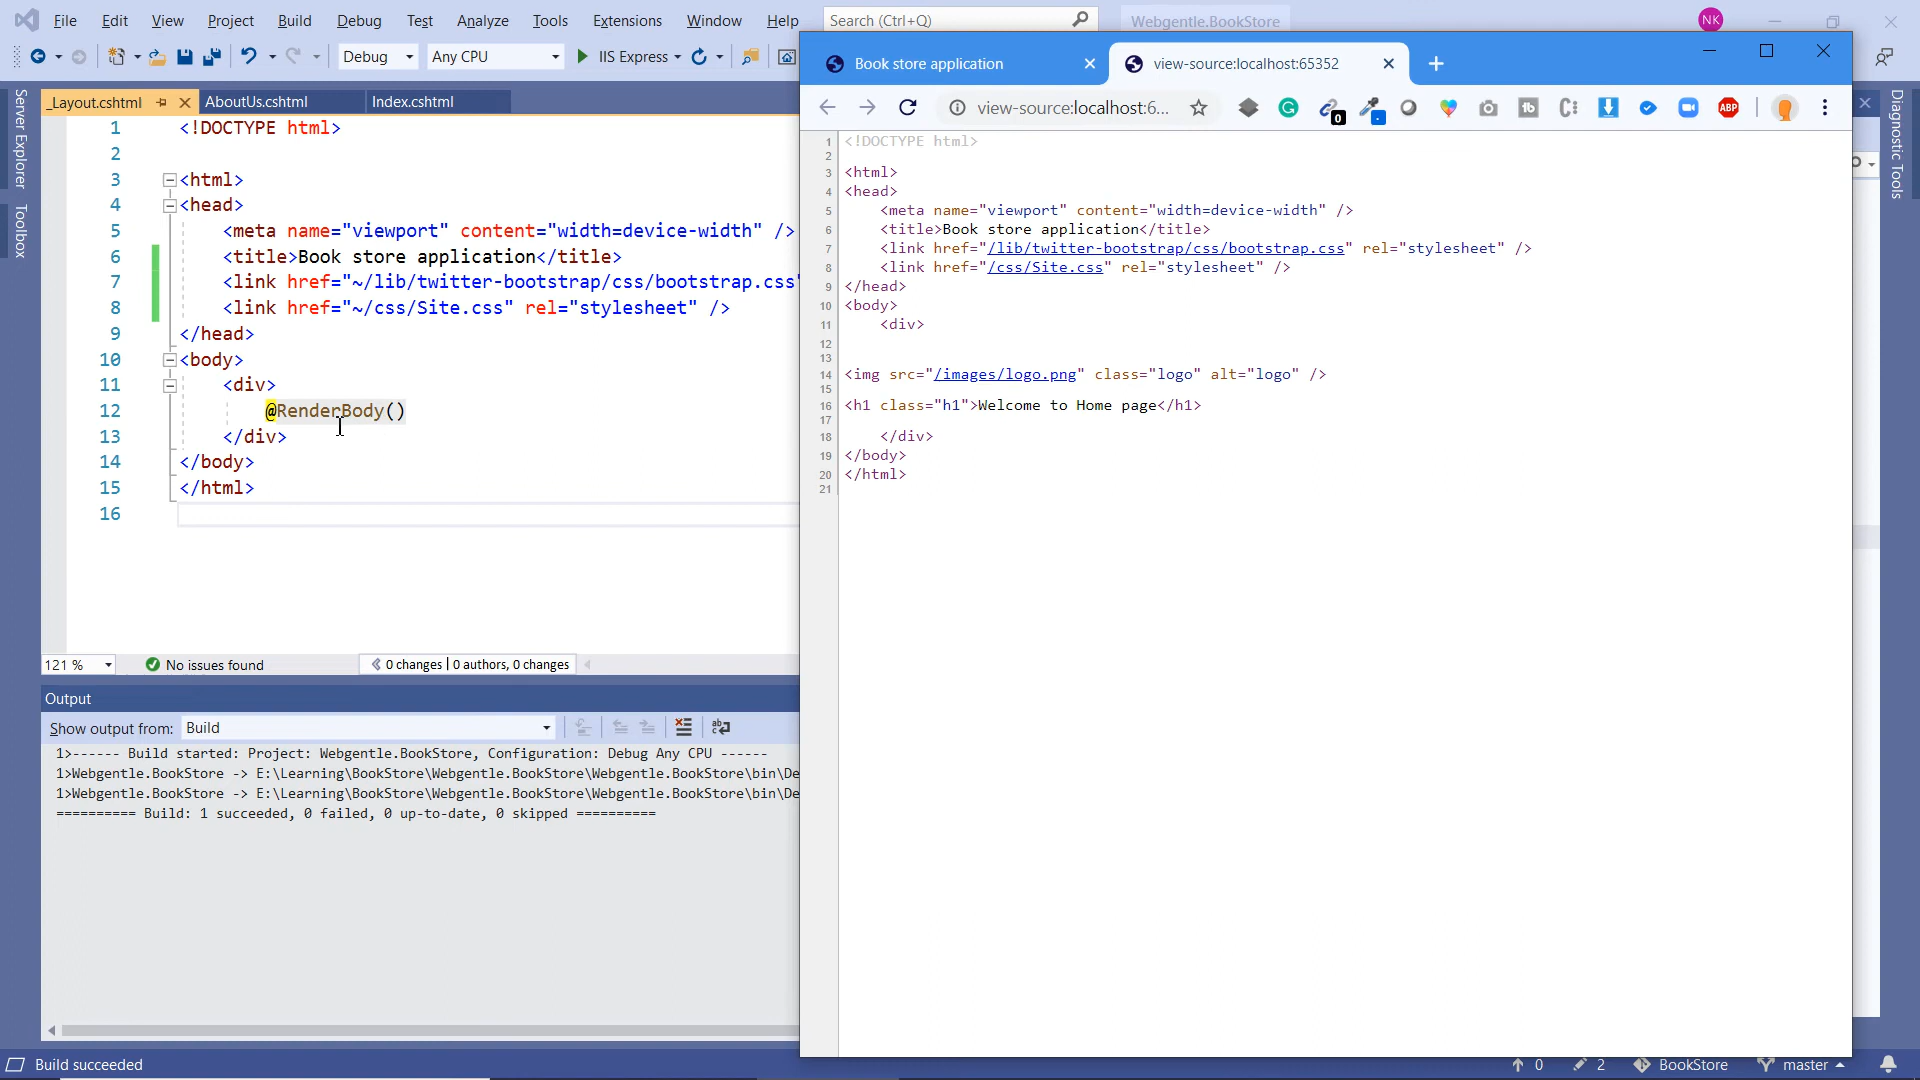 File Edit View Project Build Debug Test Analyze Tools Extensions Window Help Search (Ctrl+Q) Webgentle.BookStore NK
Debug Any CPU IIS Express
Server Explorer
Toolbox
_Layout.cshtml AboutUs.cshtml Index.cshtml
1 <!DOCTYPE html>
2
3 <html>
4 <head>
5 <meta name="viewport" content="width=device-width" />
6 <title>Book store application</title>
7 <link href="~/lib/twitter-bootstrap/css/bootstrap.css"
8 <link href="~/css/Site.css" rel="stylesheet" />
9 </head>
10 <body>
11 <div>
12 @RenderBody()
13 </div>
14 </body>
15 </html>
16
121 % No issues found 0 changes | 0 authors, 0 changes
Output
Show output from: Build
1>------ Build started: Project: Webgentle.BookStore, Configuration: Debug Any CPU ------
1>Webgentle.BookStore -> E:\Learning\BookStore\Webgentle.BookStore\Webgentle.BookStore\bin\De
1>Webgentle.BookStore -> E:\Learning\BookStore\Webgentle.BookStore\Webgentle.BookStore\bin\De
========== Build: 1 succeeded, 0 failed, 0 up-to-date, 0 skipped ==========
Build succeeded
Book store application view-source:localhost:65352
view-source:localhost:6... 0 ABP
1 <!DOCTYPE html>
2
3 <html>
4 <head>
5 <meta name="viewport" content="width=device-width" />
6 <title>Book store application</title>
7 <link href="/lib/twitter-bootstrap/css/bootstrap.css" rel="stylesheet" />
8 <link href="/css/Site.css" rel="stylesheet" />
9 </head>
10 <body>
11 <div>
12
13
14 <img src="/images/logo.png" class="logo" alt="logo" />
15
16 <h1 class="h1">Welcome to Home page</h1>
17
18 </div>
19 </body>
20 </html>
21
Diagnostic Tools
0 2 BookStore master